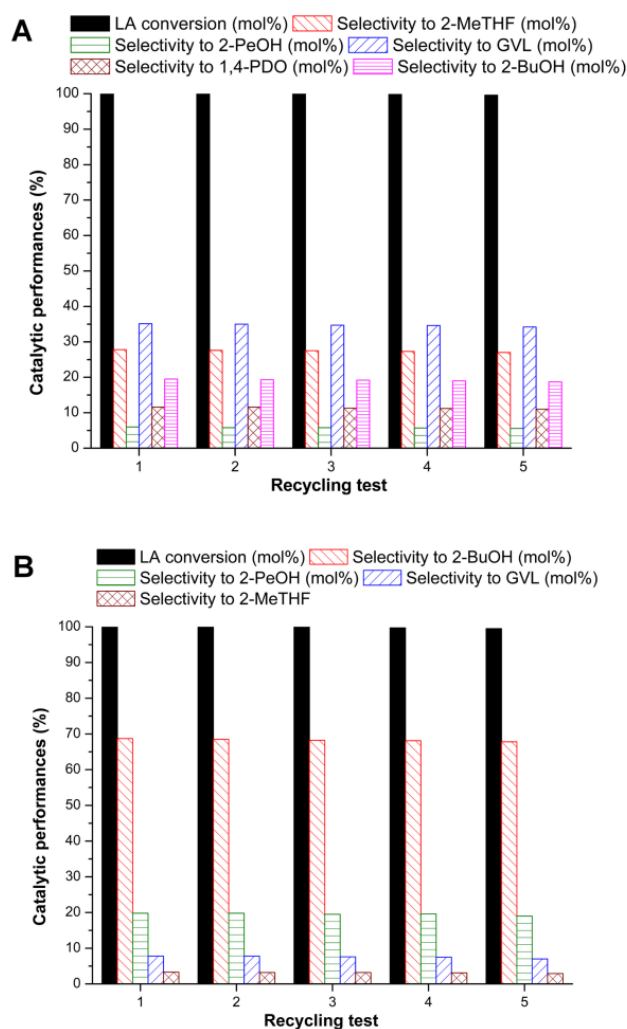 A
LA conversion (mol%) Selectivity to 2-MeTHF (mol%)
Selectivity to 2-PeOH (mol%) Selectivity to GVL (mol%)
Selectivity to 1,4-PDO (mol%) Selectivity to 2-BuOH (mol%)
100
90
80
70
60
50
40
30
20
10
0
Catalytic performances (%)
1 2 3 4 5
Recycling test
B
LA conversion (mol%) Selectivity to 2-BuOH (mol%)
Selectivity to 2-PeOH (mol%) Selectivity to GVL (mol%)
Selectivity to 2-MeTHF
100
90
80
70
60
50
40
30
20
10
0
Catalytic performances (%)
1 2 3 4 5
Recycling test